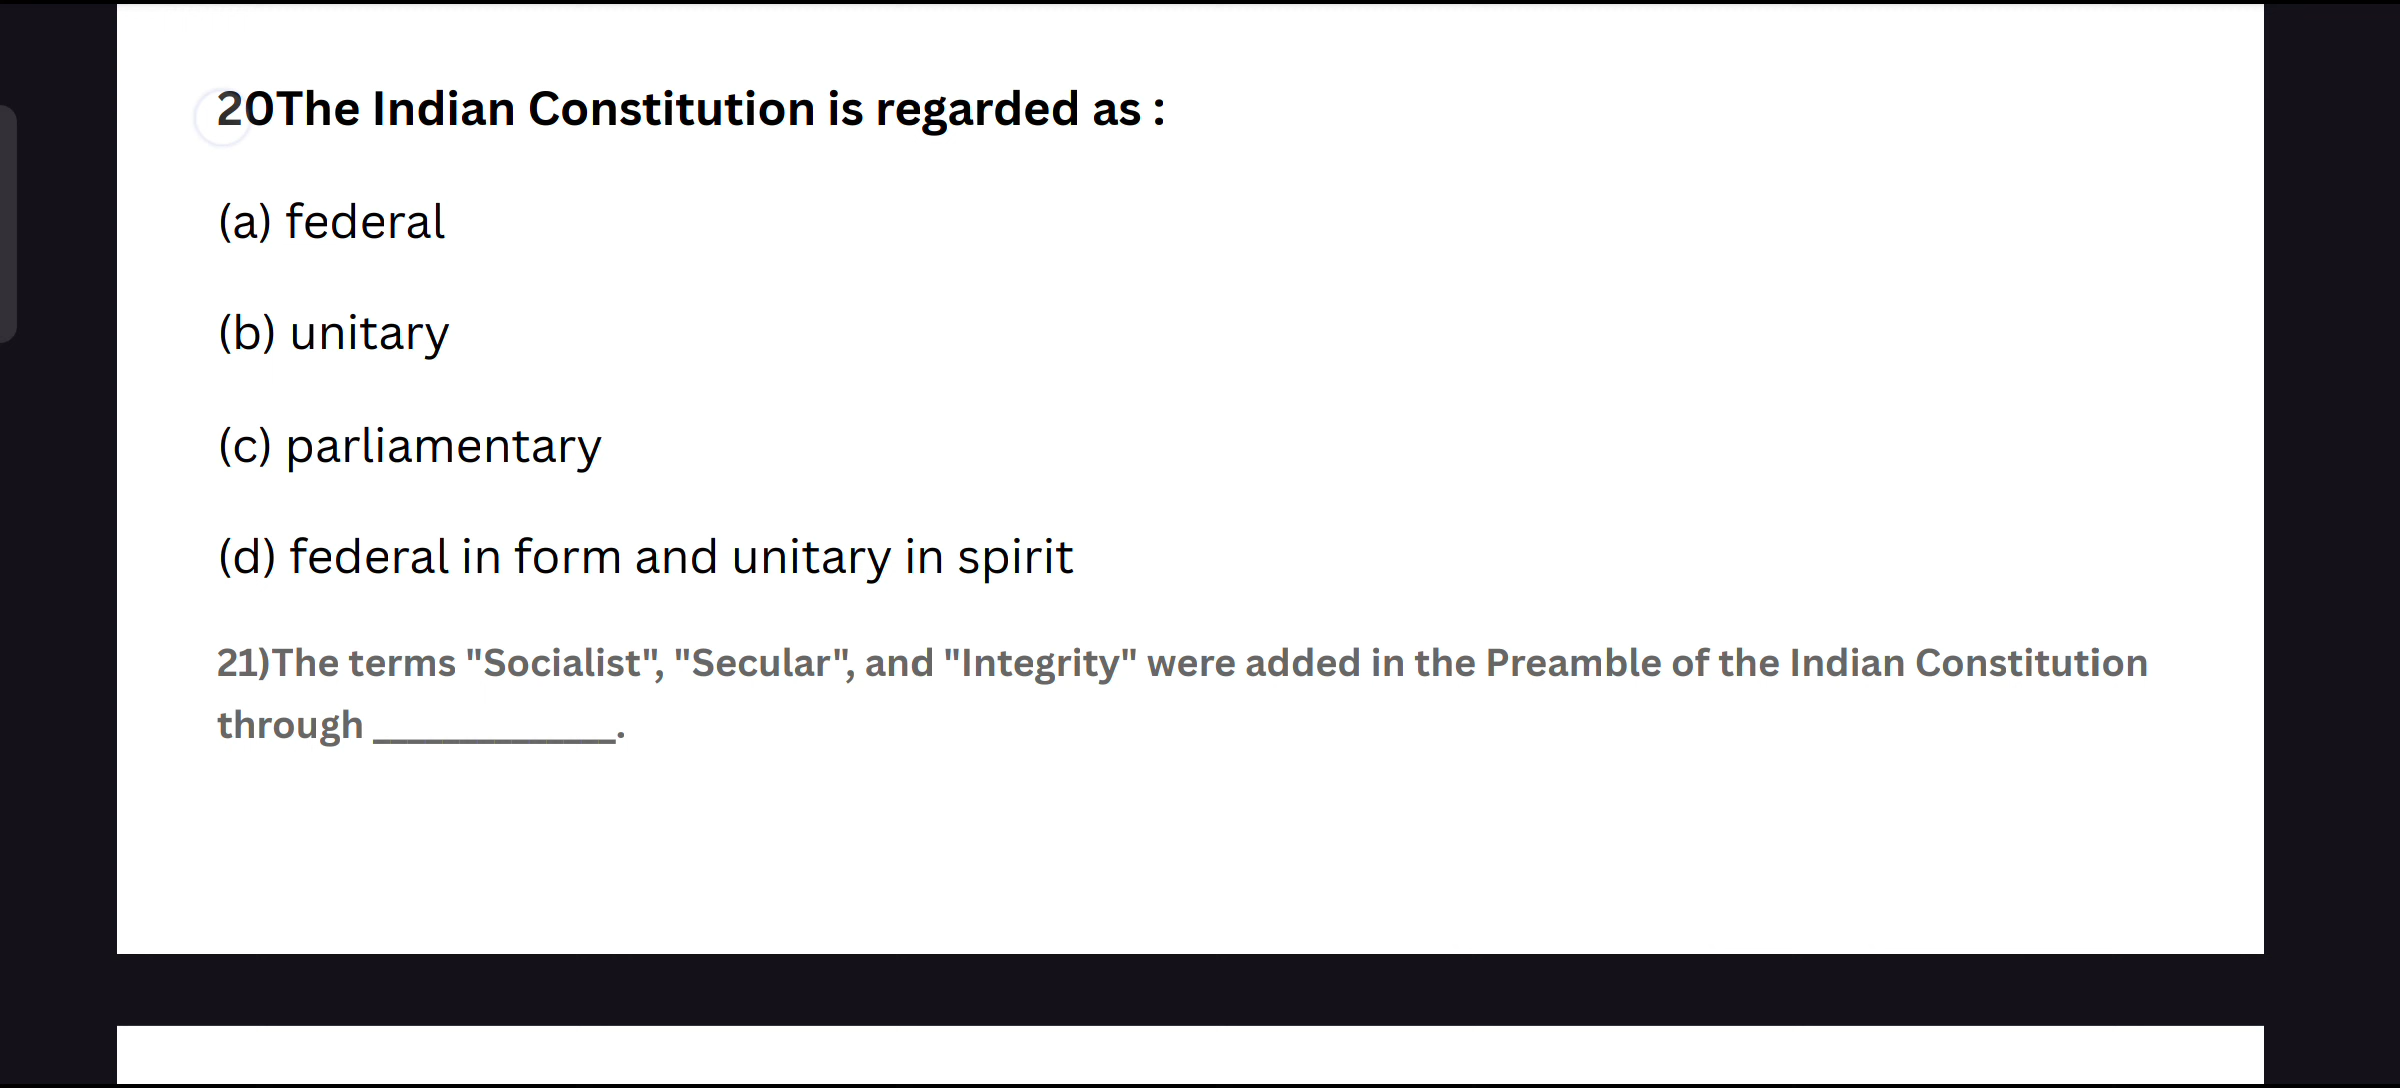 20The Indian Constitution is regarded as :
(a) federal
(b) unitary
(c) parliamentary
(d) federal in form and unitary in spirit
21)The terms "Socialist", "Secular", and "Integrity" were added in the Preamble of the Indian Constitution
through ______________.